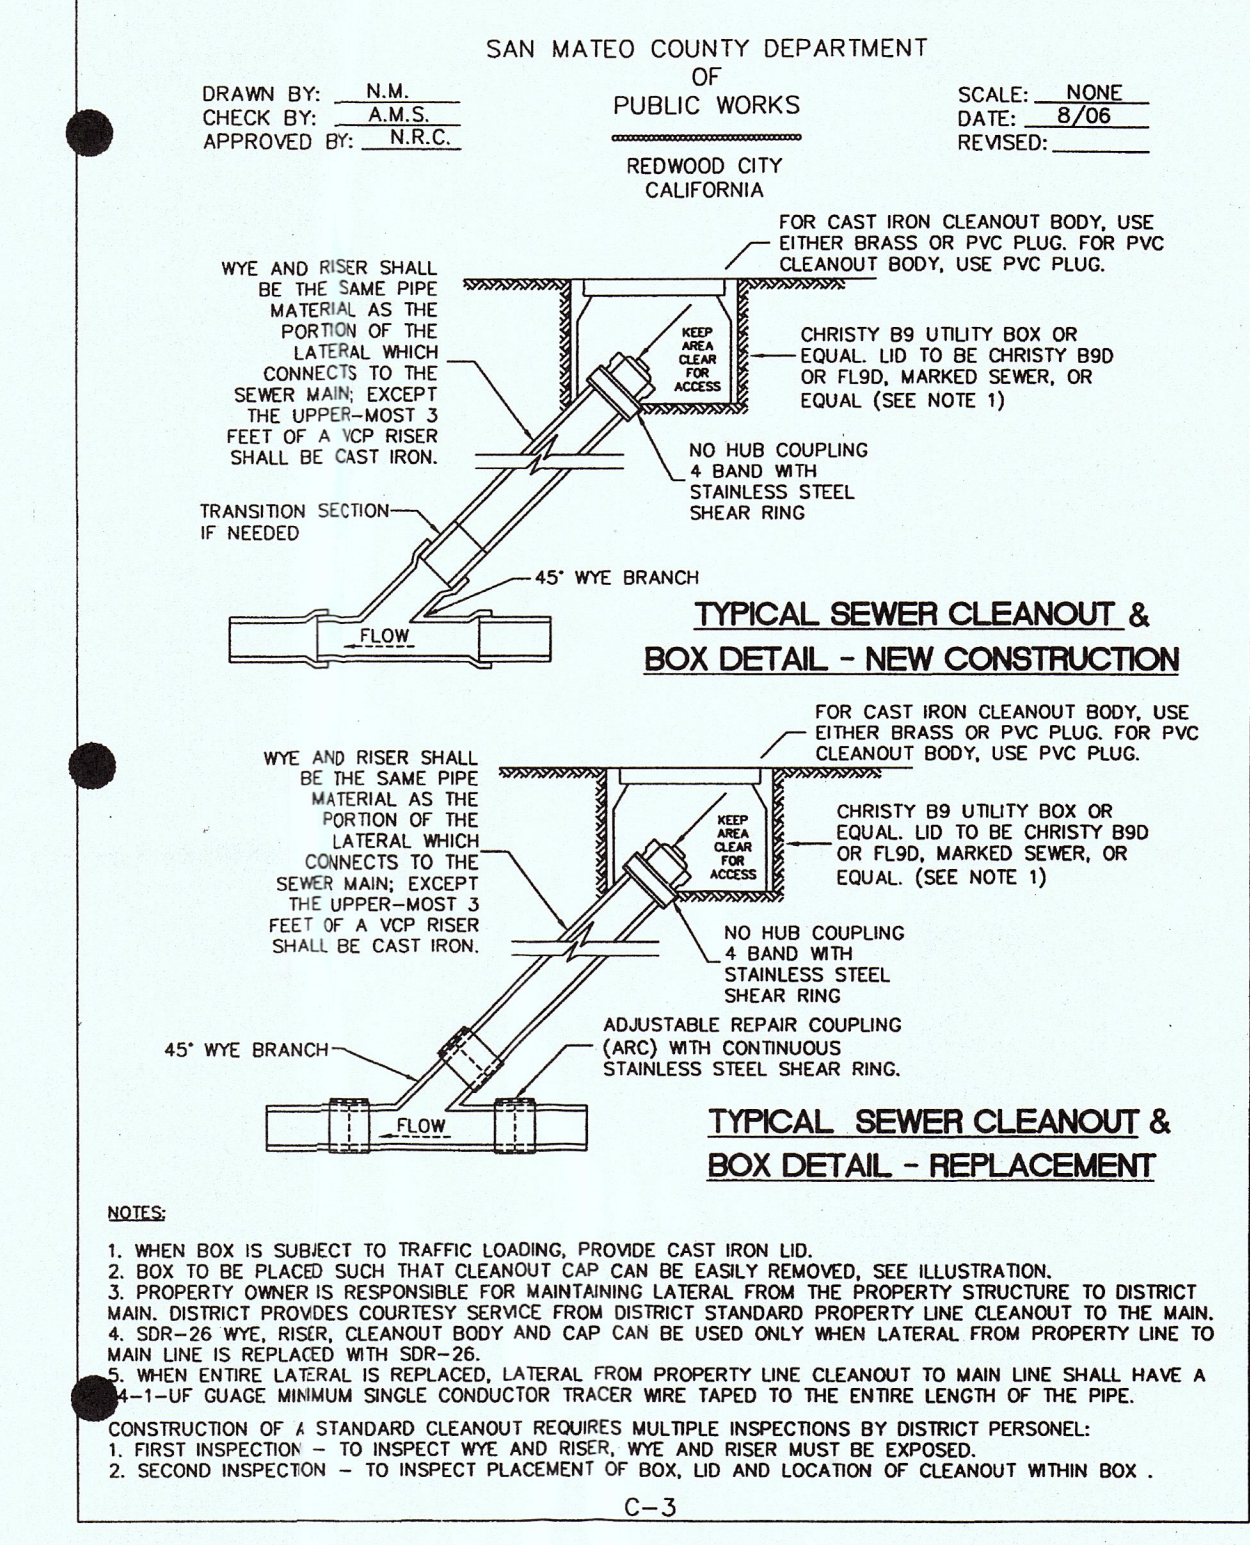 SAN MATEO COUNTY DEPARTMENT
OF
PUBLIC WORKS
REDWOOD CITY
CALIFORNIA
DRAWN BY: N.M.
CHECK BY: A.M.S.
APPROVED BY: N.R.C.
SCALE: NONE
DATE: 8/06
REVISED:
FOR CAST IRON CLEANOUT BODY, USE
EITHER BRASS OR PVC PLUG. FOR PVC
CLEANOUT BODY, USE PVC PLUG.
WYE AND RISER SHALL
BE THE SAME PIPE
MATERIAL AS THE
PORTION OF THE
LATERAL WHICH
CONNECTS TO THE
SEWER MAIN; EXCEPT
THE UPPER-MOST 3
FEET OF A VCP RISER
SHALL BE CAST IRON.
KEEP
AREA
CLEAR
FOR
ACCESS
CHRISTY B9 UTILITY BOX OR
EQUAL. LID TO BE CHRISTY B9D
OR FL9D, MARKED SEWER, OR
EQUAL (SEE NOTE 1)
NO HUB COUPLING
4 BAND WITH
STAINLESS STEEL
SHEAR RING
TRANSITION SECTION
IF NEEDED
45° WYE BRANCH
FLOW
TYPICAL SEWER CLEANOUT &
BOX DETAIL - NEW CONSTRUCTION
FOR CAST IRON CLEANOUT BODY, USE
EITHER BRASS OR PVC PLUG. FOR PVC
CLEANOUT BODY, USE PVC PLUG.
WYE AND RISER SHALL
BE THE SAME PIPE
MATERIAL AS THE
PORTION OF THE
LATERAL WHICH
CONNECTS TO THE
SEWER MAIN; EXCEPT
THE UPPER-MOST 3
FEET OF A VCP RISER
SHALL BE CAST IRON.
KEEP
AREA
CLEAR
FOR
ACCESS
CHRISTY B9 UTILITY BOX OR
EQUAL. LID TO BE CHRISTY B9D
OR FL9D, MARKED SEWER, OR
EQUAL. (SEE NOTE 1)
NO HUB COUPLING
4 BAND WITH
STAINLESS STEEL
SHEAR RING
ADJUSTABLE REPAIR COUPLING
(ARC) WITH CONTINUOUS
STAINLESS STEEL SHEAR RING.
45° WYE BRANCH
FLOW
TYPICAL SEWER CLEANOUT &
BOX DETAIL - REPLACEMENT
NOTES:
1. WHEN BOX IS SUBJECT TO TRAFFIC LOADING, PROVIDE CAST IRON LID.
2. BOX TO BE PLACED SUCH THAT CLEANOUT CAP CAN BE EASILY REMOVED, SEE ILLUSTRATION.
3. PROPERTY OWNER IS RESPONSIBLE FOR MAINTAINING LATERAL FROM THE PROPERTY STRUCTURE TO DISTRICT
MAIN. DISTRICT PROVIDES COURTESY SERVICE FROM DISTRICT STANDARD PROPERTY LINE CLEANOUT TO THE MAIN.
4. SDR-26 WYE, RISER, CLEANOUT BODY AND CAP CAN BE USED ONLY WHEN LATERAL FROM PROPERTY LINE TO
MAIN LINE IS REPLACED WITH SDR-26.
5. WHEN ENTIRE LATERAL IS REPLACED, LATERAL FROM PROPERTY LINE CLEANOUT TO MAIN LINE SHALL HAVE A
4-1-UF GUAGE MINIMUM SINGLE CONDUCTOR TRACER WIRE TAPED TO THE ENTIRE LENGTH OF THE PIPE.
CONSTRUCTION OF A STANDARD CLEANOUT REQUIRES MULTIPLE INSPECTIONS BY DISTRICT PERSONEL:
1. FIRST INSPECTION - TO INSPECT WYE AND RISER, WYE AND RISER MUST BE EXPOSED.
2. SECOND INSPECTION - TO INSPECT PLACEMENT OF BOX, LID AND LOCATION OF CLEANOUT WITHIN BOX .
C-3